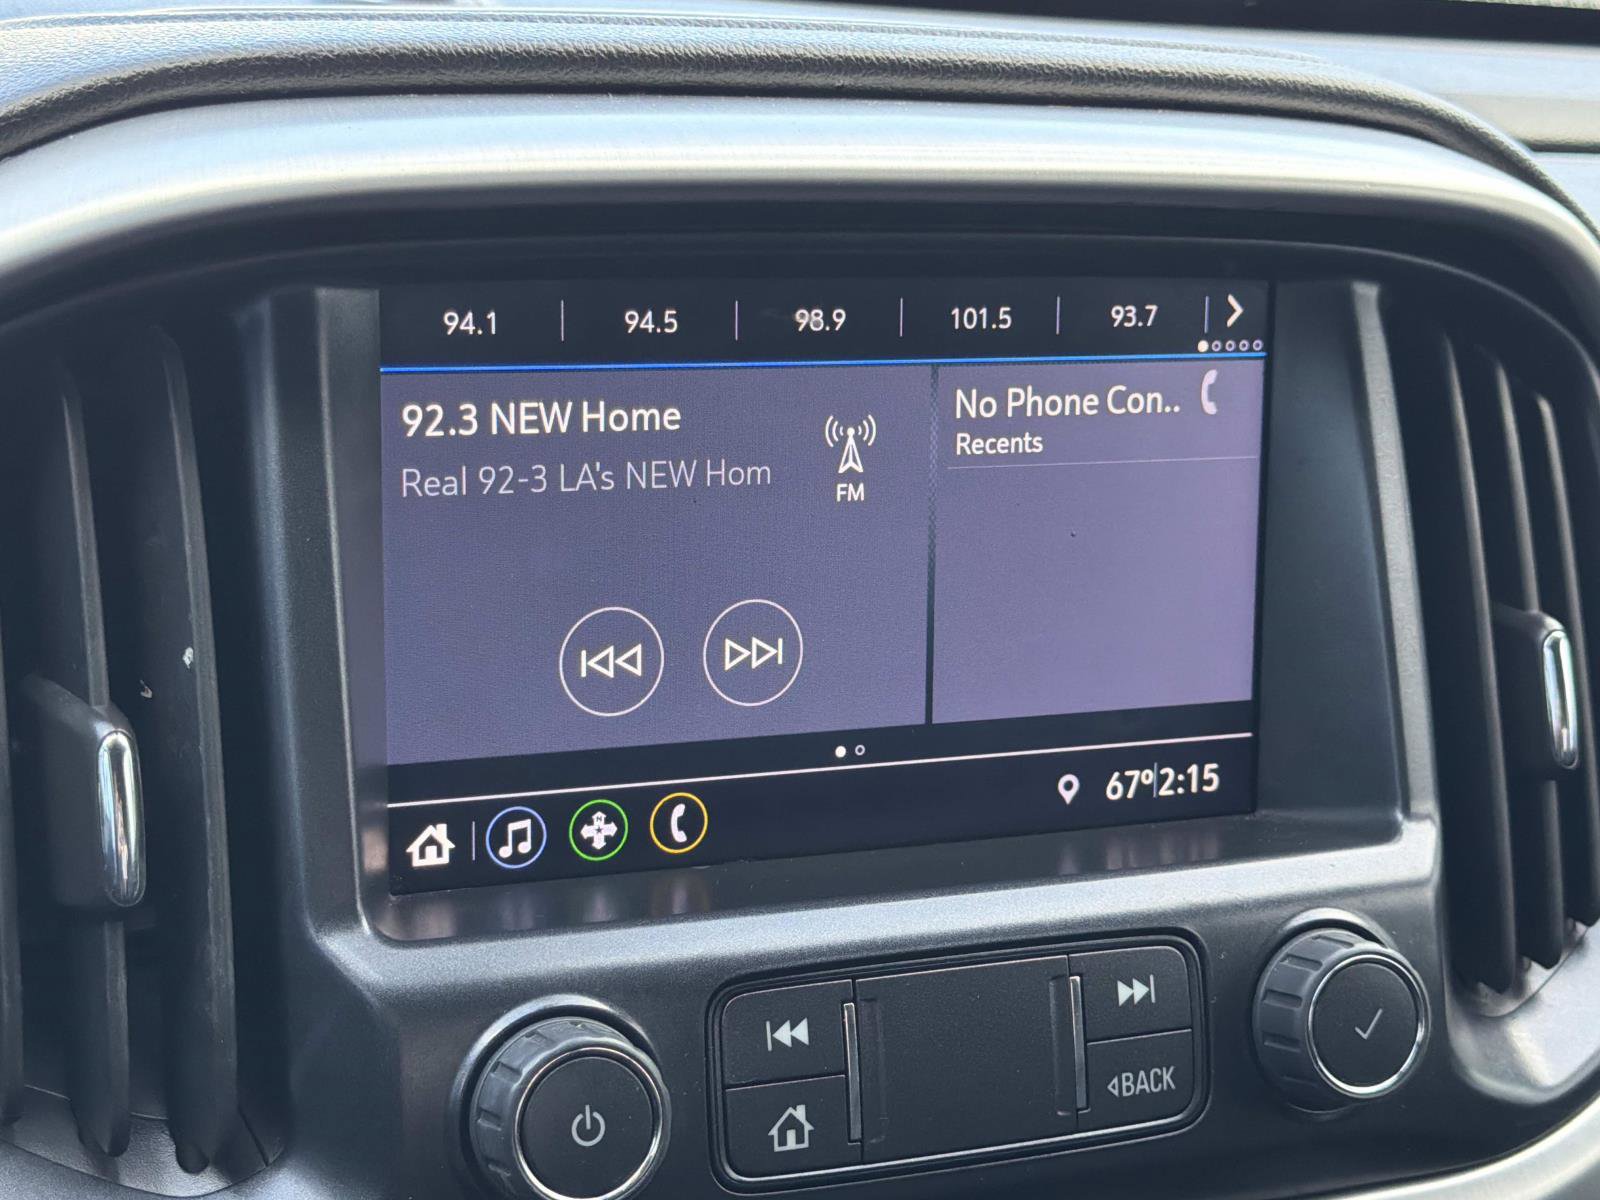 94.1 94.5 98.9 101.5 93.7
92.3 NEW Home
Real 92-3 LA's NEW Hom
FM
No Phone Con..
Recents
N
67° 2:15
BACK